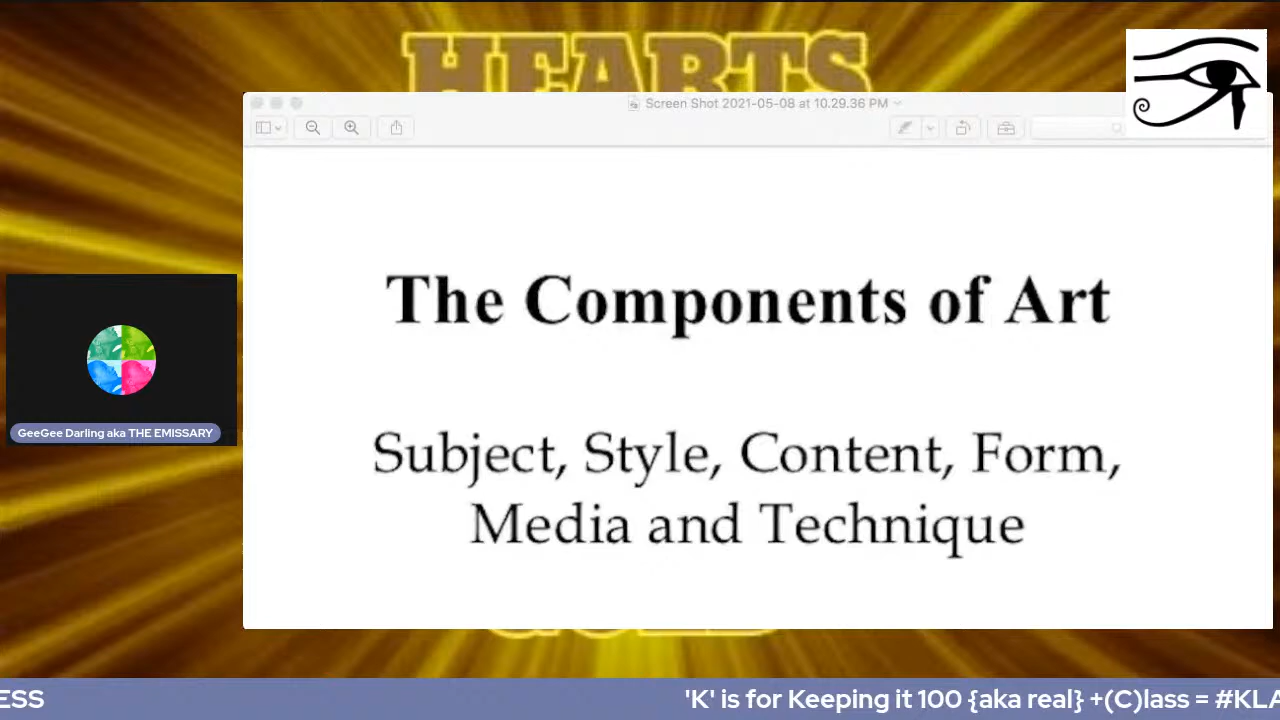 HEARTS
Screen Shot 2021-05-08 at 10.29.36 PM
The Components of Art
Subject, Style, Content, Form,
Media and Technique
GeeGee Darling aka THE EMISSARY
ESS
'K' is for Keeping it 100 {aka real} +(C)lass = #KLA